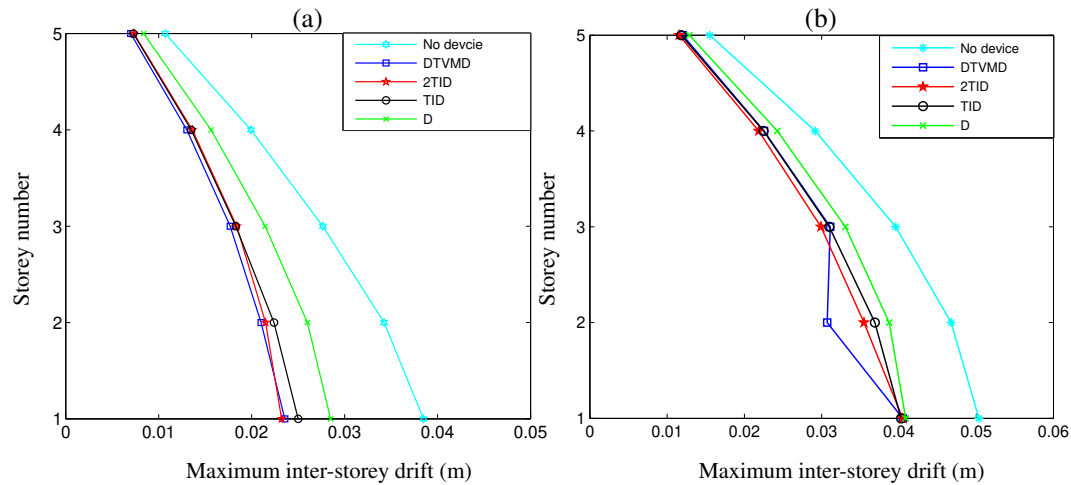 (a)
5
4
3
2
1
Storey number
0
0.01
0.02
0.03
0.04
0.05
Maximum inter-storey drift (m)
No devcie
DTVMD
2TID
TID
D
(b)
5
4
3
2
1
Storey number
0
0.01
0.02
0.03
0.04
0.05
0.06
Maximum inter-storey drift (m)
No device
DTVMD
2TID
TID
D